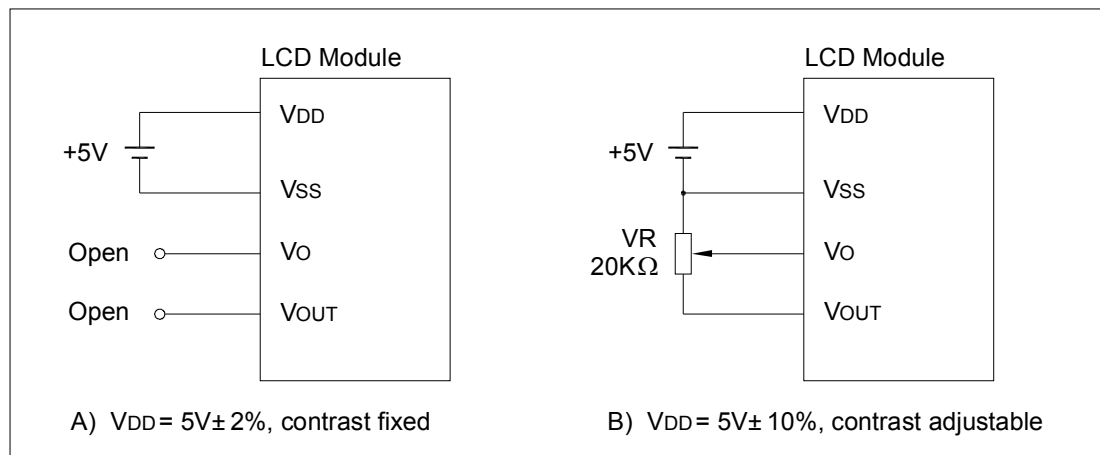 LCD Module
VDD
+5V
VSS
Open
VO
Open
VOUT
A) VDD = 5V± 2%, contrast fixed
LCD Module
VDD
+5V
VSS
VR
20KΩ
VO
VOUT
B) VDD = 5V± 10%, contrast adjustable